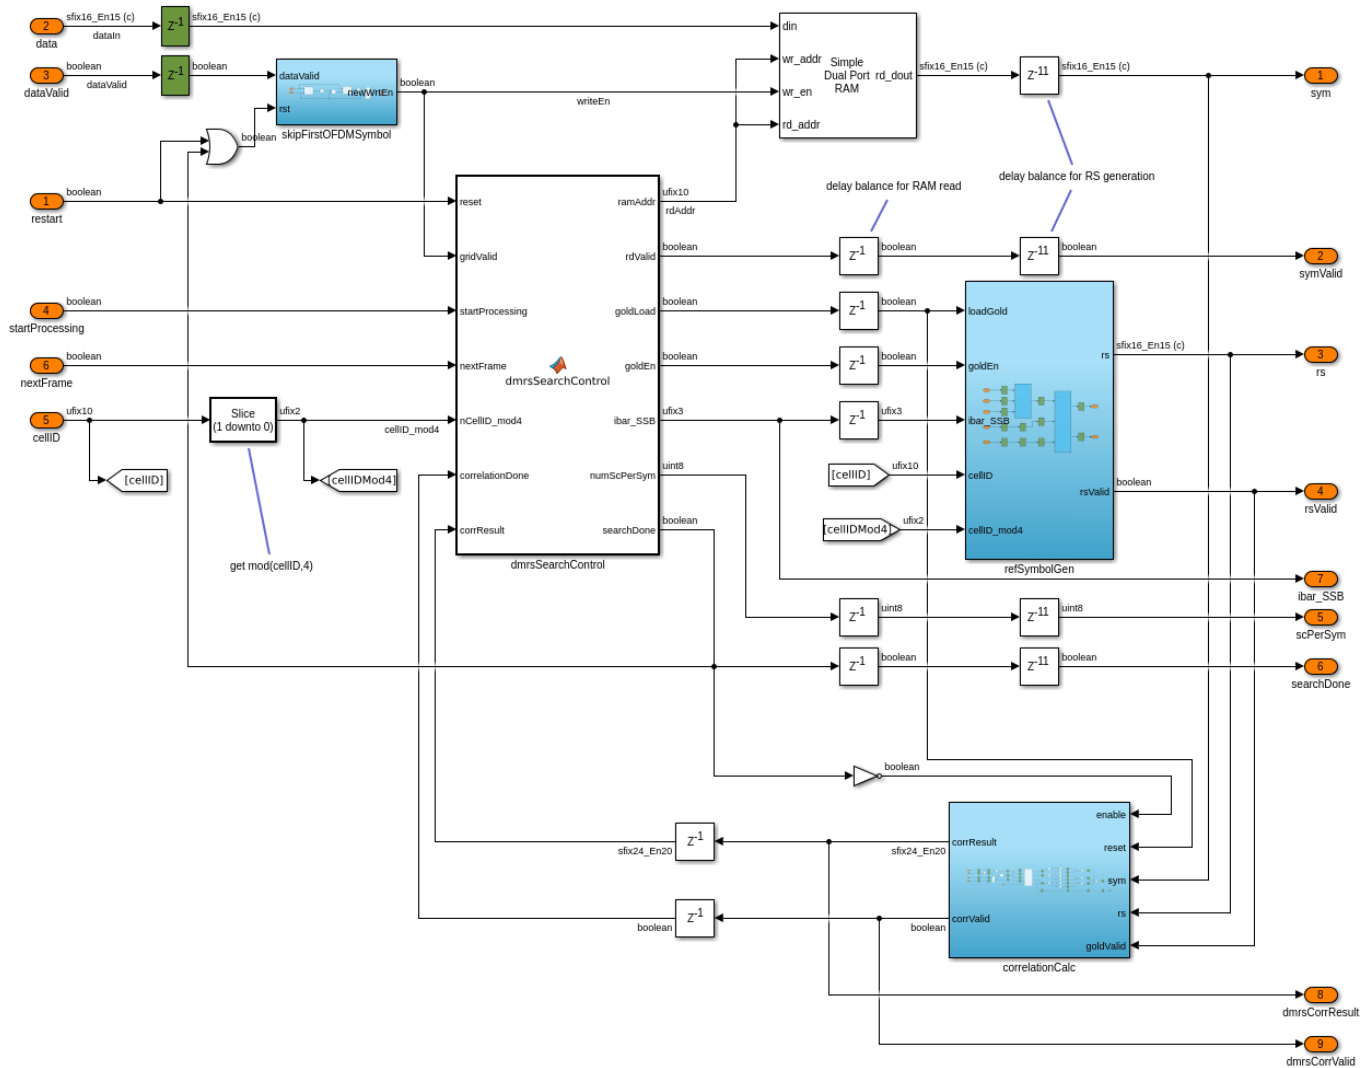 2
data
sfix16_En15 (c)
dataIn
Z-1
sfix16_En15 (c)
3
dataValid
boolean
dataValid
Z-1
boolean
dataValid
rst
newWrtEn
skipFirstOFDMSymbol
boolean
writeEn
din
wr_addr
wr_en
rd_addr
Simple
Dual Port
RAM
rd_dout
sfix16_En15 (c)
Z-11
sfix16_En15 (c)
1
sym
boolean
delay balance for RAM read
delay balance for RS generation
1
restart
boolean
reset
gridValid
startProcessing
nextFrame
nCellID_mod4
correlationDone
corrResult
dmrsSearchControl
ramAddr
rdValid
goldLoad
goldEn
ibar_SSB
numScPerSym
searchDone
dmrsSearchControl
ufix10
rdAddr
boolean
Z-1
boolean
Z-11
boolean
2
symValid
4
startProcessing
boolean
boolean
Z-1
boolean
6
nextFrame
boolean
boolean
Z-1
boolean
5
cellID
ufix10
Slice
(1 downto 0)
ufix2
cellID_mod4
[cellID]
[cellIDMod4]
get mod(cellID,4)
ufix3
Z-1
ufix3
[cellID]
ufix10
[cellIDMod4]
ufix2
loadGold
goldEn
ibar_SSB
cellID
cellID_mod4
rs
rsValid
refSymbolGen
sfix16_En15 (c)
3
rs
boolean
4
rsValid
7
ibar_SSB
uint8
Z-1
uint8
Z-11
uint8
5
scPerSym
boolean
Z-1
boolean
Z-11
boolean
6
searchDone
boolean
enable
reset
sym
rs
goldValid
corrResult
corrValid
correlationCalc
sfix24_En20
Z-1
sfix24_En20
boolean
Z-1
boolean
8
dmrsCorrResult
9
dmrsCorrValid